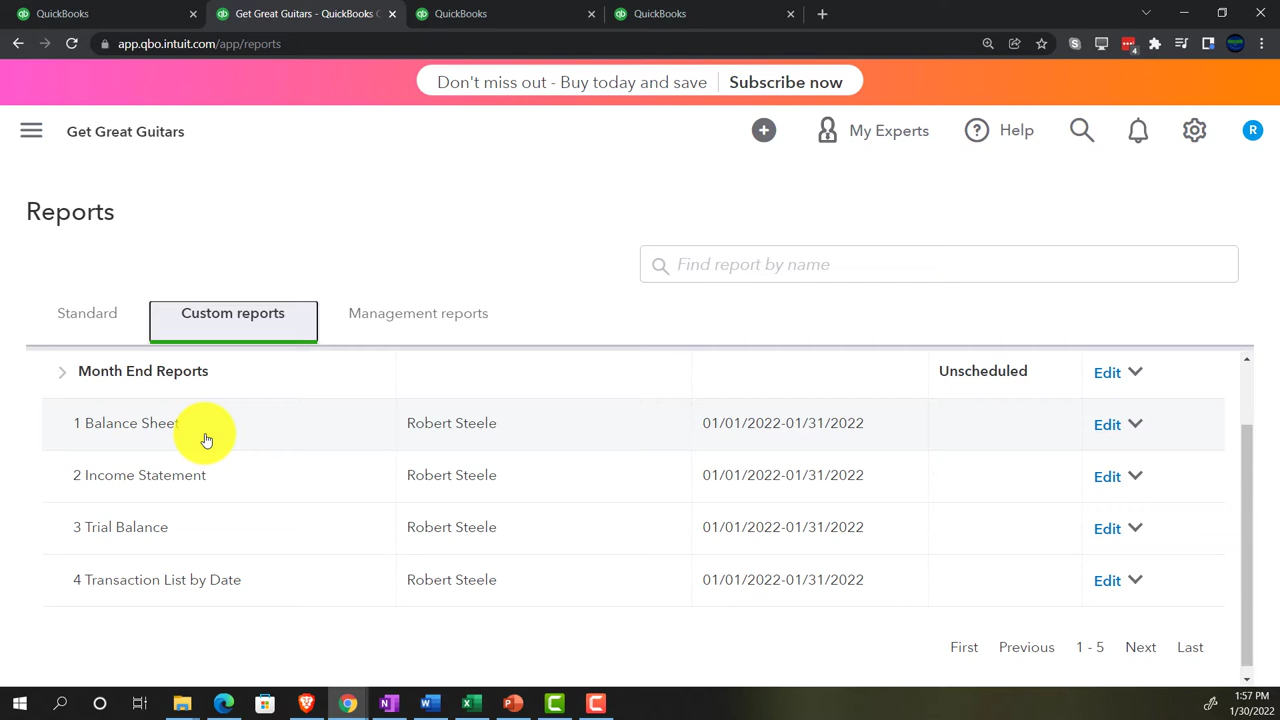 QuickBooks
Get Great Guitars - QuickBooks
QuickBooks
QuickBooks
app.qbo.intuit.com/app/reports
4
Don't miss out - Buy today and save
Subscribe now
Get Great Guitars
My Experts
Help
R
Reports
Find report by name
Standard
Custom reports
Management reports
Month End Reports
Unscheduled
Edit
1 Balance Sheet
Robert Steele
01/01/2022-01/31/2022
Edit
2 Income Statement
Robert Steele
01/01/2022-01/31/2022
Edit
3 Trial Balance
Robert Steele
01/01/2022-01/31/2022
Edit
4 Transaction List by Date
Robert Steele
01/01/2022-01/31/2022
Edit
First
Previous
1 - 5
Next
Last
1:57 PM
1/30/2022